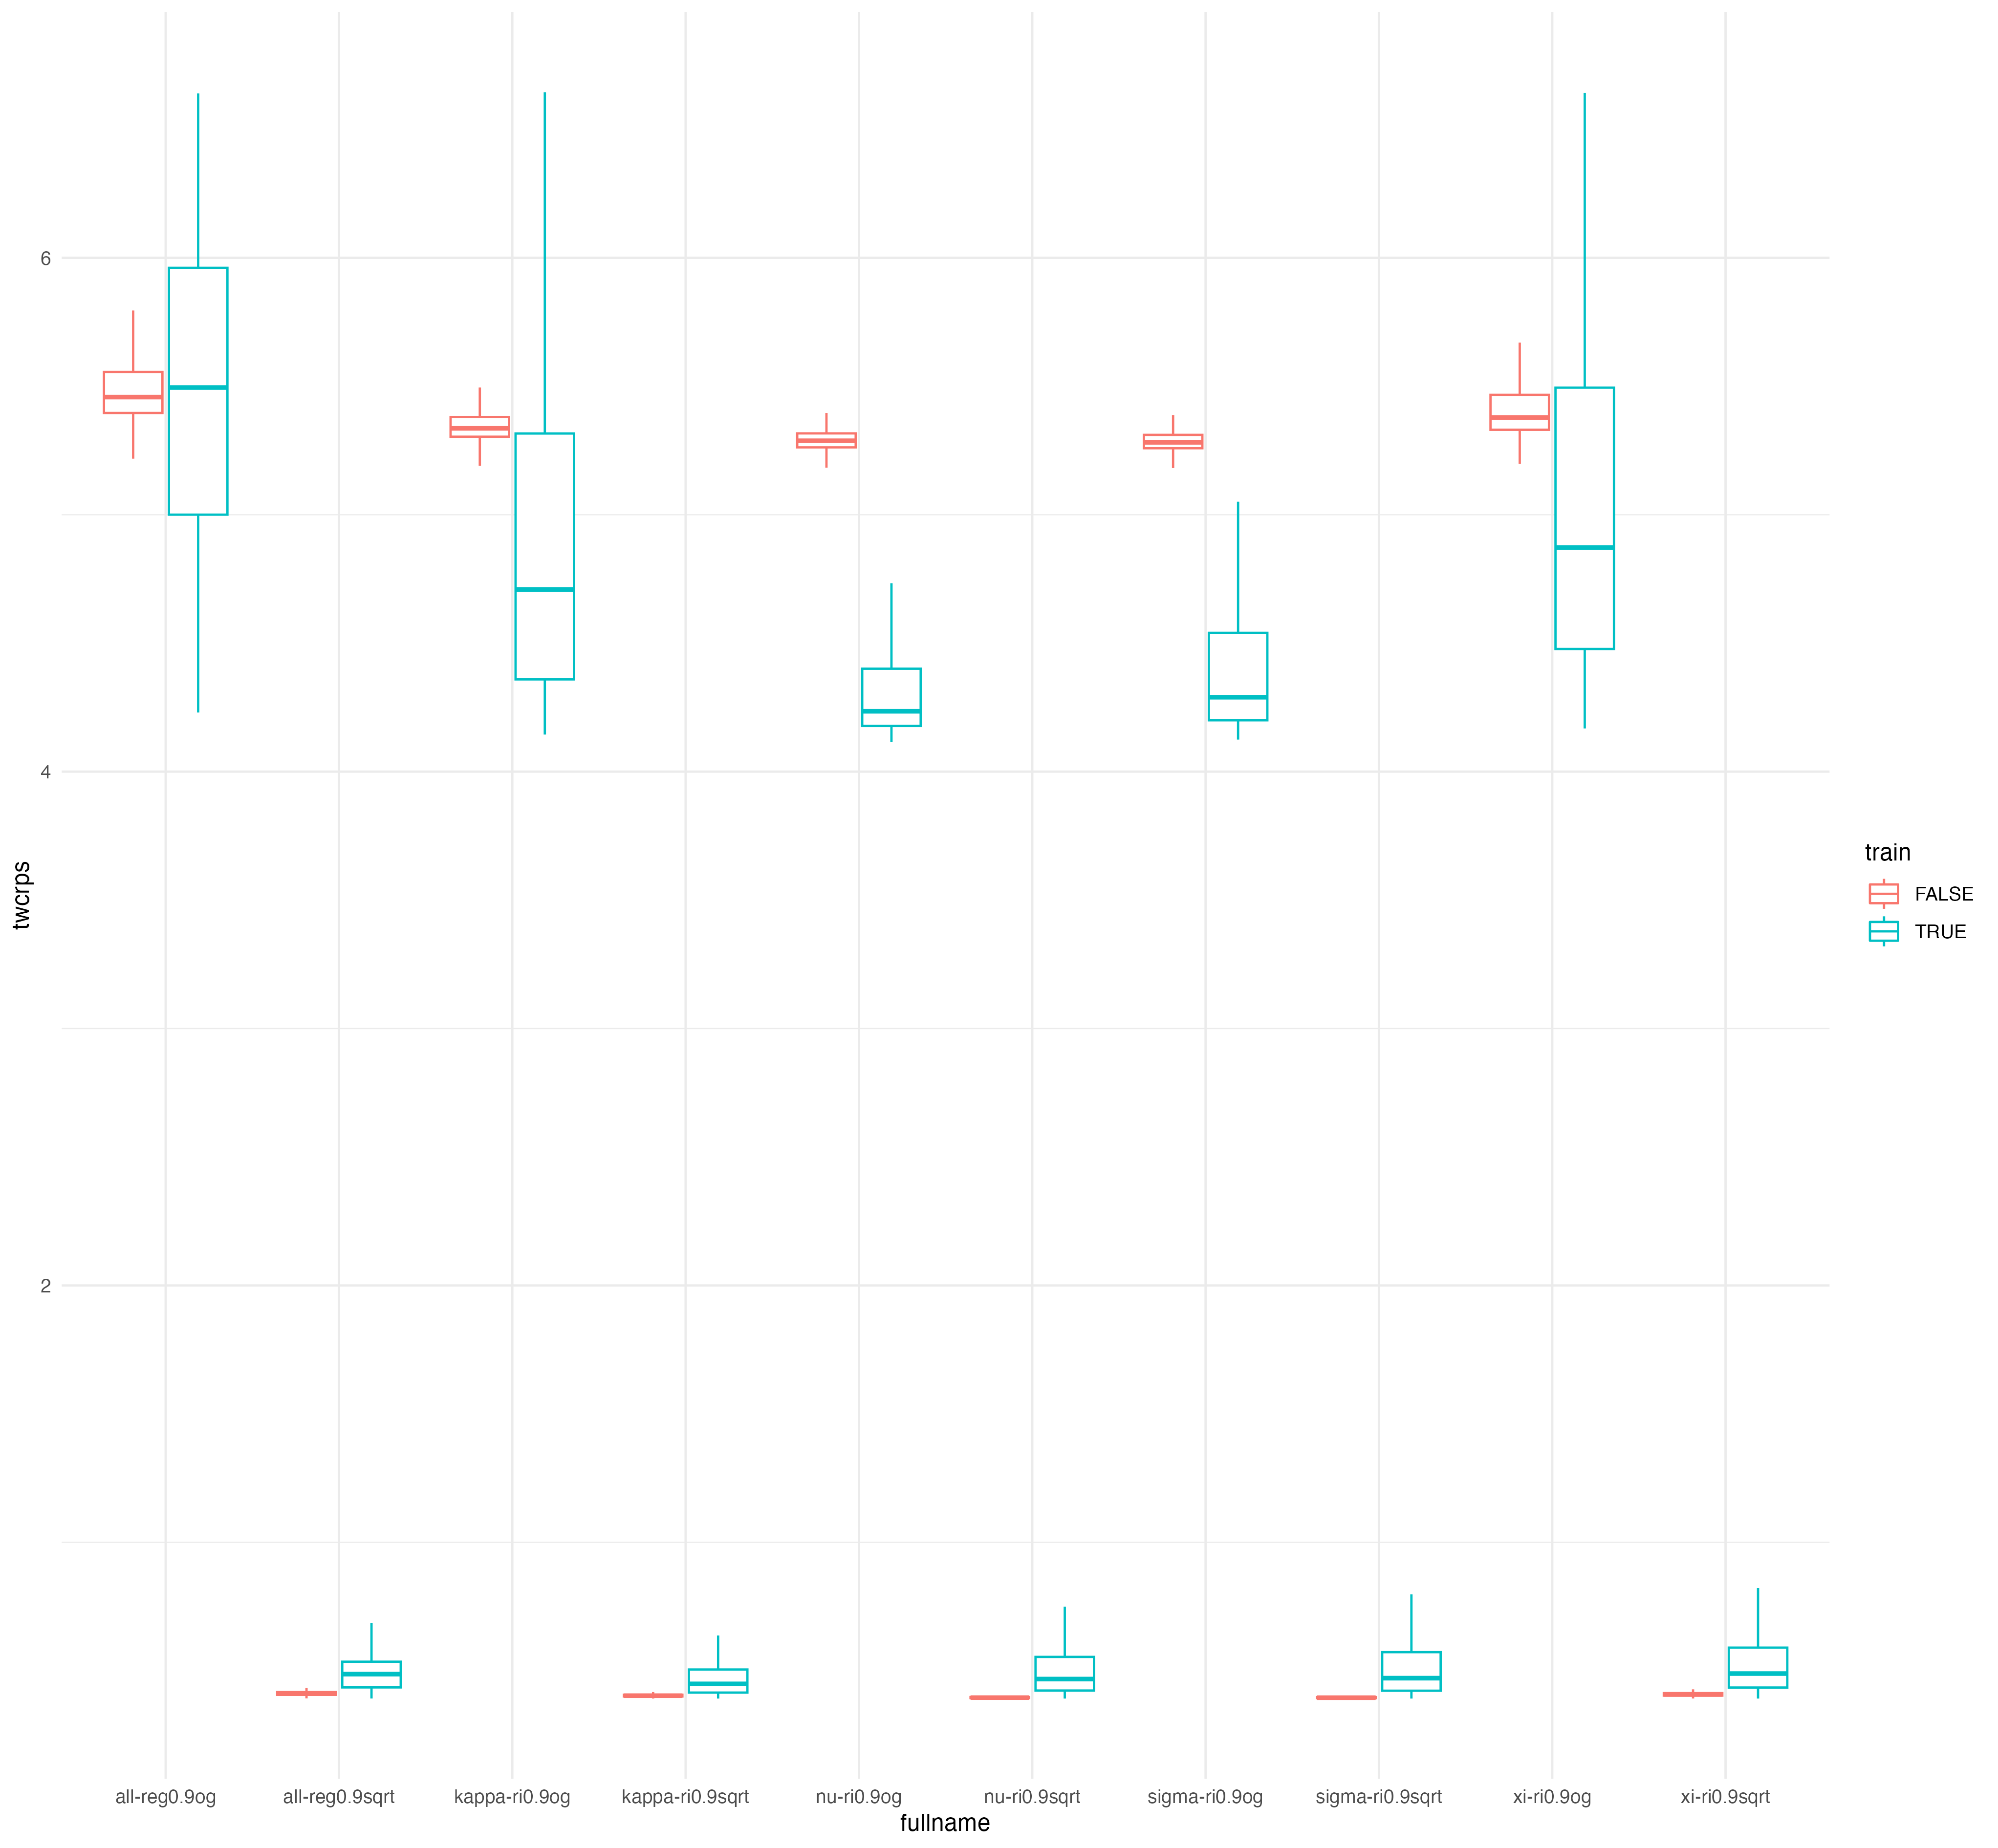 twcrps
6
4
2
all-reg0.9og all-reg0.9sqrt kappa-ri0.9og kappa-ri0.9sqrt nu-ri0.9og nu-ri0.9sqrt sigma-ri0.9og sigma-ri0.9sqrt xi-ri0.9og xi-ri0.9sqrt
fullname
train
FALSE
TRUE